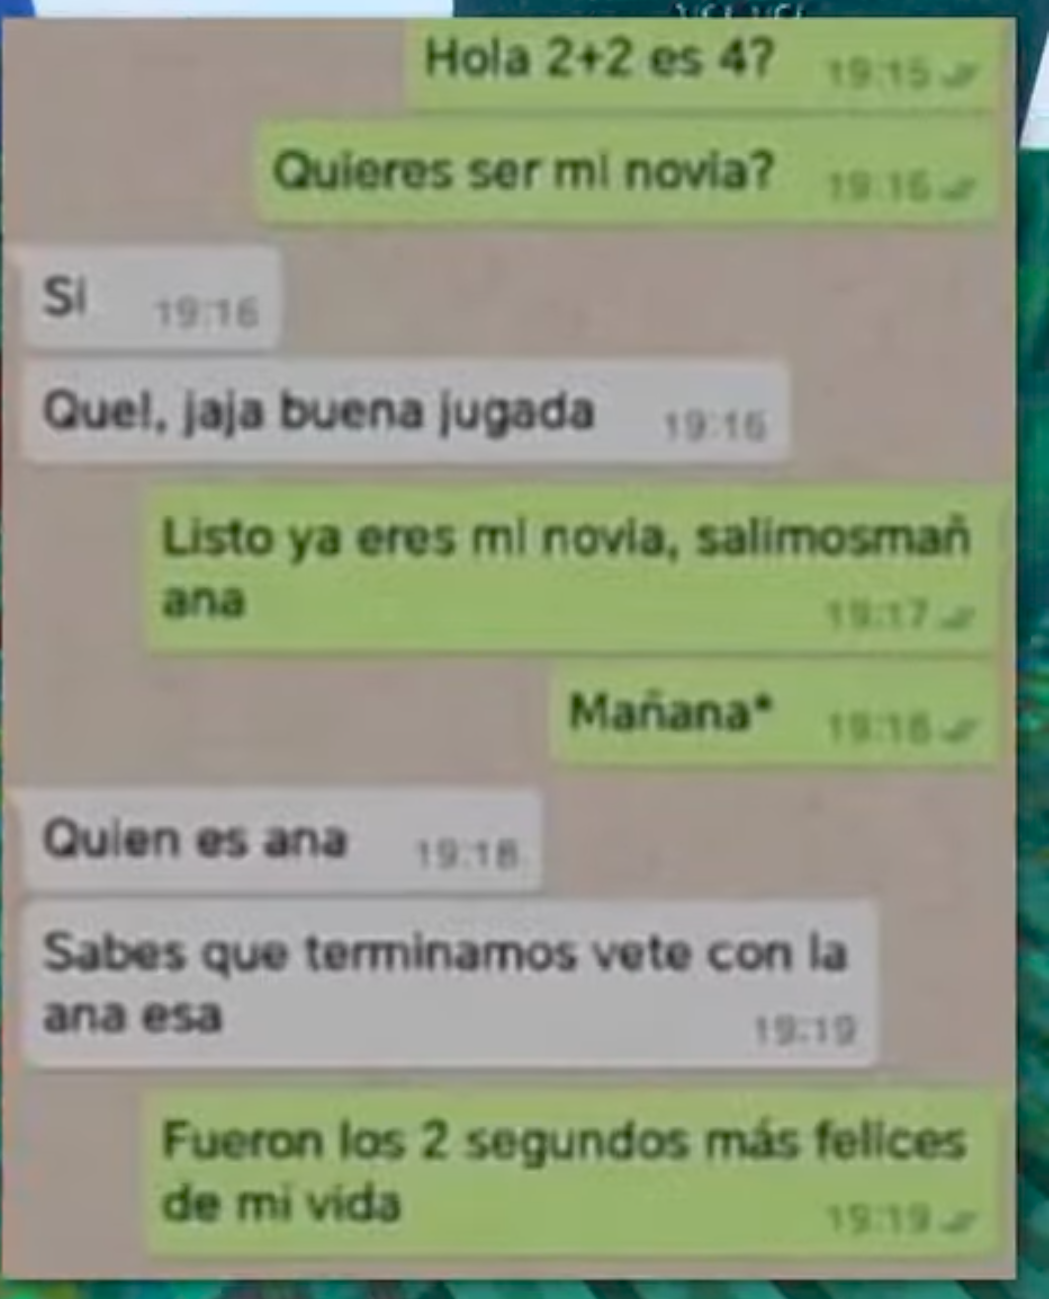 Hola 2+2 es 4? 19:15
Quieres ser mi novia? 19:16
Si 19:16
Que!, jaja buena jugada 19:16
Listo ya eres mi novia, salimosmañ
ana 19:17
Mañana* 19:18
Quien es ana 19:18
Sabes que terminamos vete con la
ana esa 19:19
Fueron los 2 segundos más felices
de mi vida 19:19